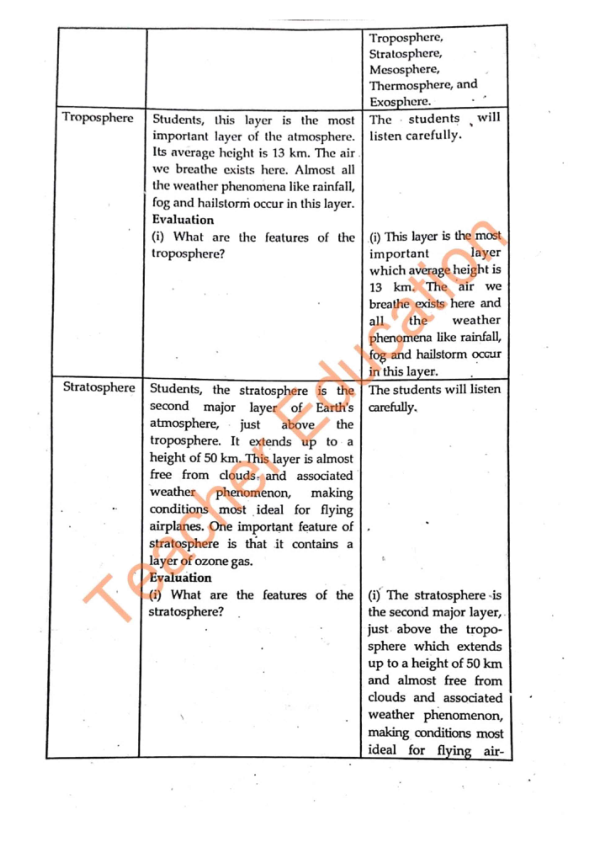 Troposphere,
Stratosphere,
Mesosphere,
Thermosphere, and
Exosphere.
Troposphere
Students, this layer is the most
important layer of the atmosphere.
Its average height is 13 km. The air
we breathe exists here. Almost all
the weather phenomena like rainfall,
fog and hailstorm occur in this layer.
Evaluation
(i) What are the features of the
troposphere?
The students will
listen carefully.
(i) This layer is the most
important layer
which average height is
13 km. The air we
breathe exists here and
all the weather
phenomena like rainfall,
fog and hailstorm occur
in this layer.
Stratosphere
Students, the stratosphere is the
second major layer of Earth's
atmosphere, just above the
troposphere. It extends up to a
height of 50 km. This layer is almost
free from clouds and associated
weather phenomenon, making
conditions most ideal for flying
airplanes. One important feature of
stratosphere is that it contains a
layer of ozone gas.
Evaluation
(i) What are the features of the
stratosphere?
The students will listen
carefully.
(i) The stratosphere is
the second major layer,
just above the tropo-
sphere which extends
up to a height of 50 km
and almost free from
clouds and associated
weather phenomenon,
making conditions most
ideal for flying air-
Teacher Education